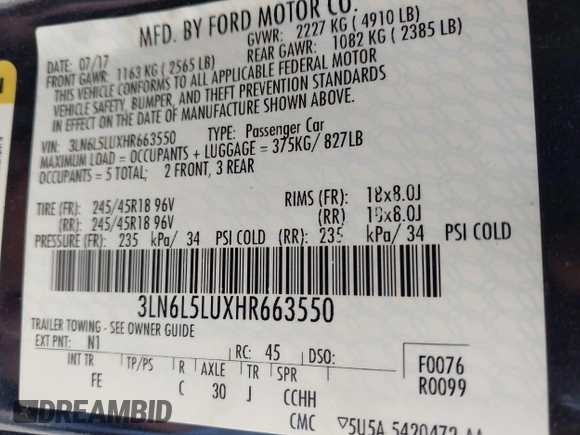 MFD. BY FORD MOTOR CO.
DATE: 07/17 GVWR: 2227 KG ( 4910 LB)
FRONT GAWR: 1163 KG ( 2565 LB) REAR GAWR: 1082 KG ( 2385 LB)
THIS VEHICLE CONFORMS TO ALL APPLICABLE FEDERAL MOTOR
VEHICLE SAFETY, BUMPER, AND THEFT PREVENTION STANDARDS
IN EFFECT ON THE DATE OF MANUFACTURE SHOWN ABOVE.
VIN: 3LN6L5LUXHR663550 TYPE: Passenger Car
MAXIMUM LOAD = OCCUPANTS + LUGGAGE = 375KG/ 827LB
OCCUPANTS = 5 TOTAL; 2 FRONT, 3 REAR
TIRE (FR): 245/45R18 96V RIMS (FR): 18x8.0J
(RR): 245/45R18 96V (RR) 18x8.0J
PRESSURE (FR): 235 kPa/ 34 PSI COLD (RR): 235 kPa/ 34 PSI COLD
3LN6L5LUXHR663550
TRAILER TOWING - SEE OWNER GUIDE
EXT PNT: N1 RC: 45 DSO: F0076
INT TR TP/PS R AXLE TR SPR R0099
FE C 30 J CCHH
CMC ▽5U5A 5420472 AA
DREAMBID